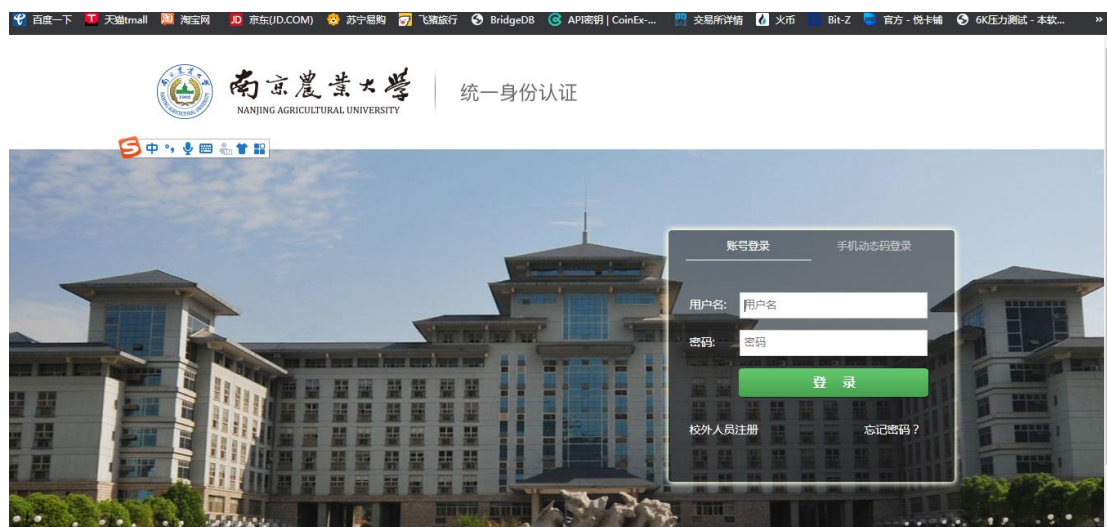 百度一下 天猫tmall 淘宝网 京东(JD.COM) 苏宁易购 飞猪旅行 BridgeDB API密钥 | CoinEx-... 交易所详情 火币 Bit-Z 官方 - 悦卡铺 6K压力测试 - 本软... »
南京農業大學 统一身份认证
NANJING AGRICULTURAL UNIVERSITY
中
账号登录 手机动态码登录
用户名: 用户名
密码: 密码
登 录
校外人员注册 忘记密码？